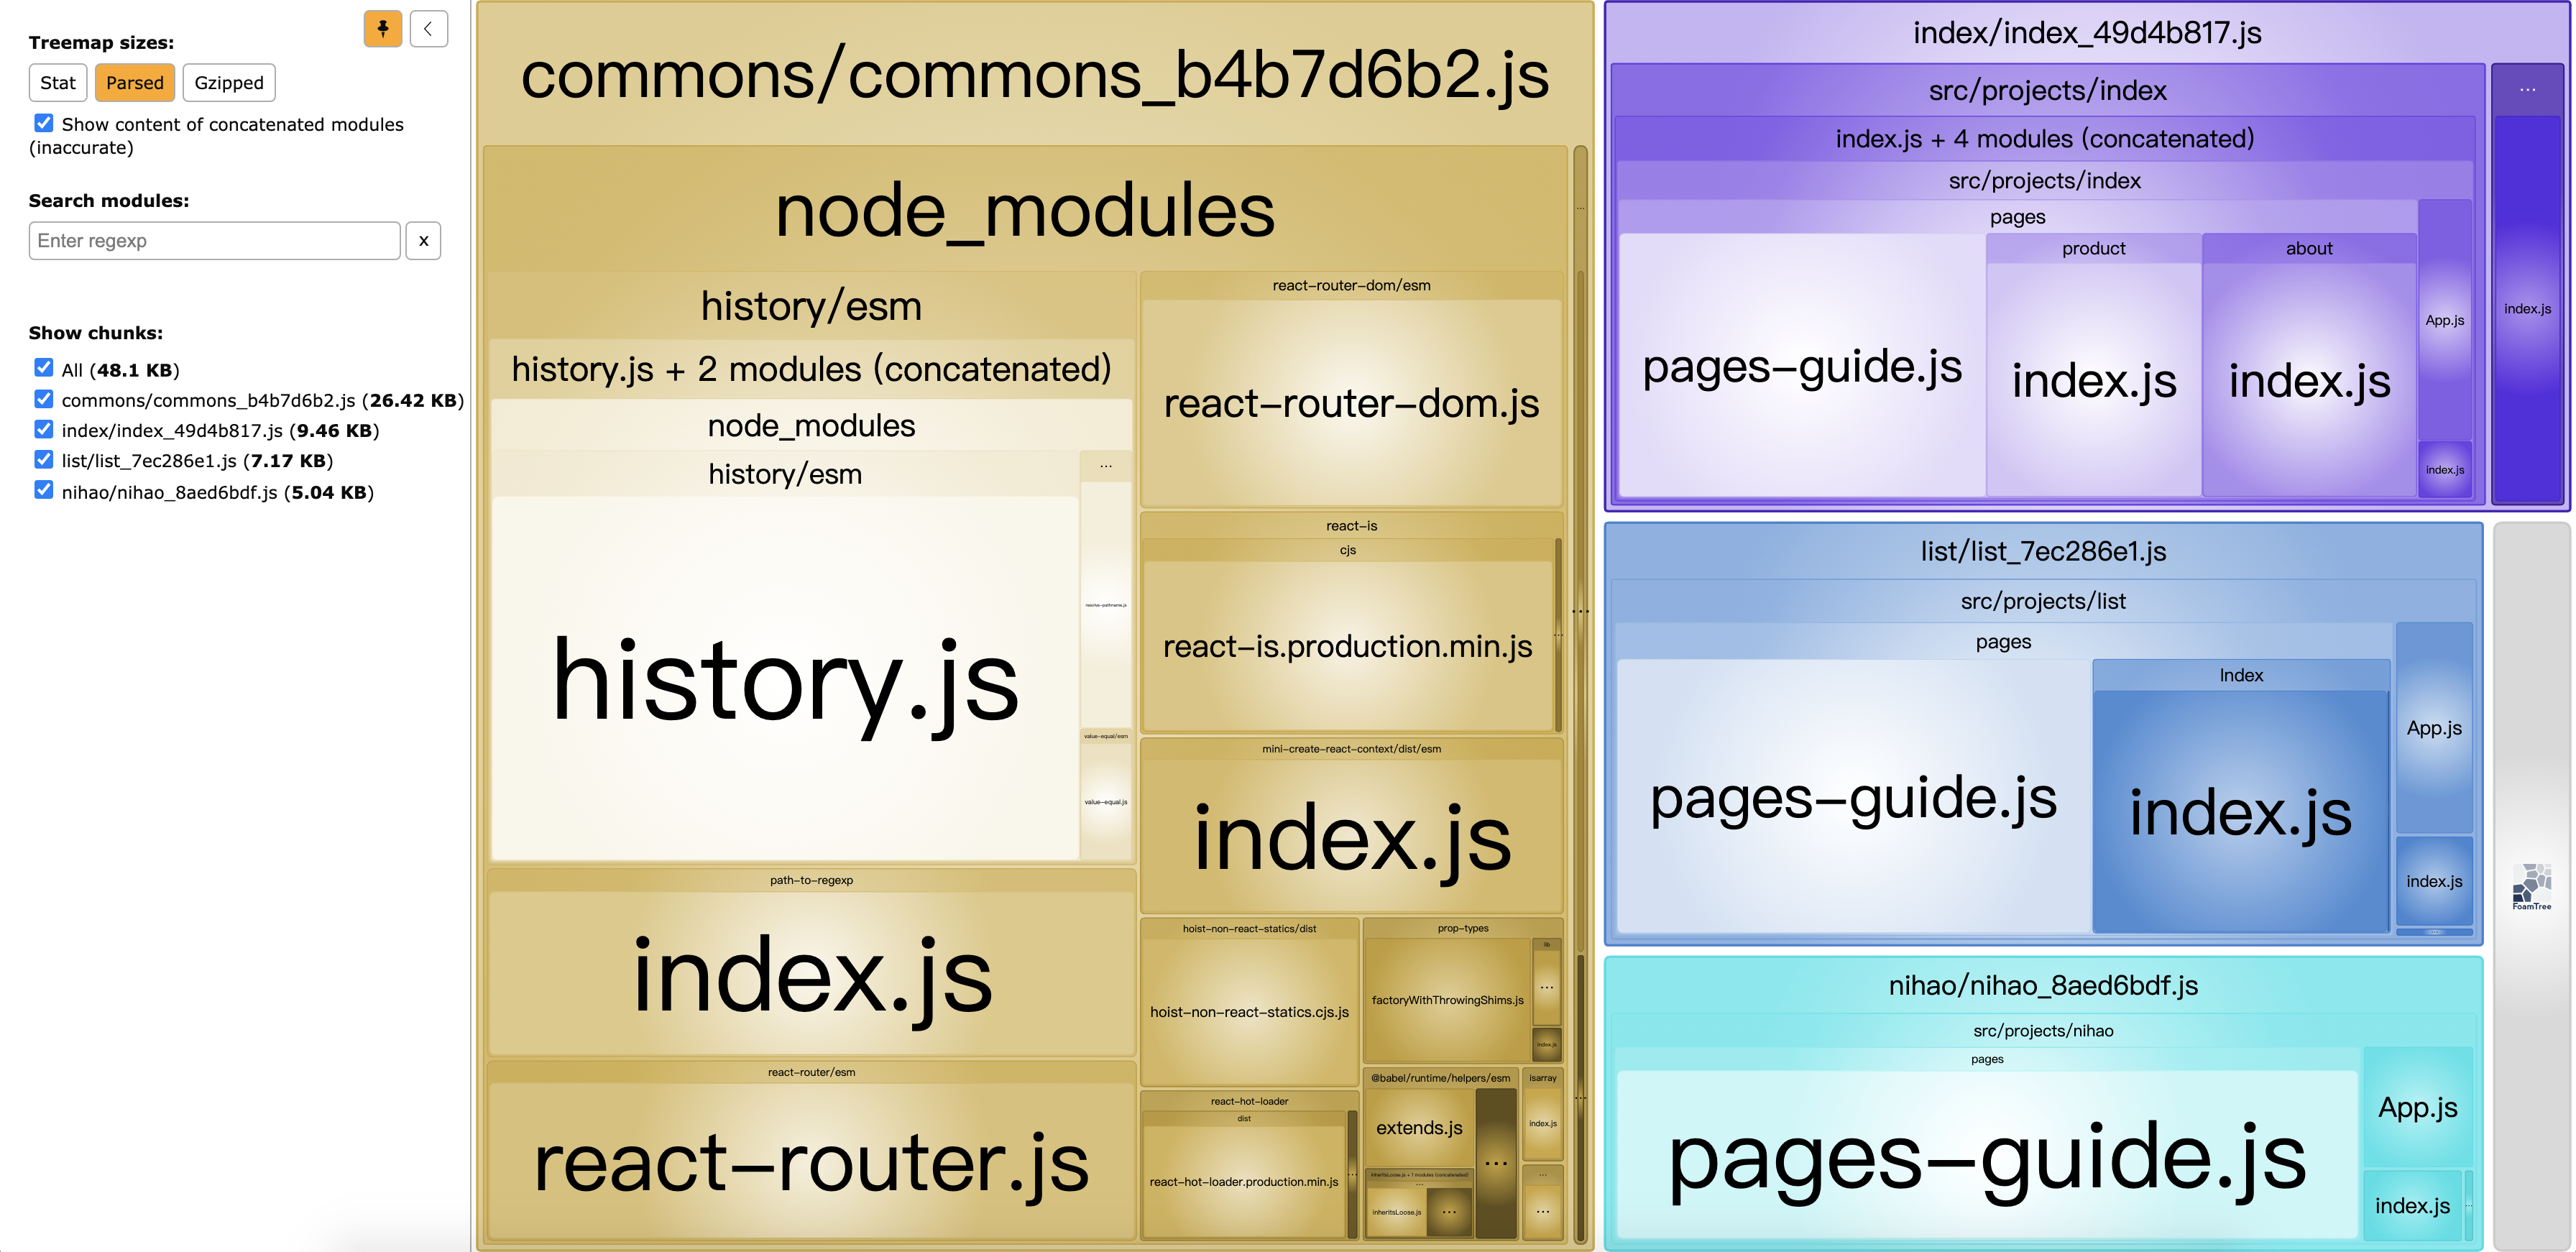 Treemap sizes:
Stat
Parsed
Gzipped
Show content of concatenated modules
(inaccurate)
Search modules:
Enter regexp
x
Show chunks:
All (48.1 KB)
commons/commons_b4b7d6b2.js (26.42 KB)
index/index_49d4b817.js (9.46 KB)
list/list_7ec286e1.js (7.17 KB)
nihao/nihao_8aed6bdf.js (5.04 KB)
commons/commons_b4b7d6b2.js
...
node_modules
history/esm
history.js + 2 modules (concatenated)
node_modules
history/esm
history.js
...
resolve-pathname.js
value-equal/esm
value-equal.js
path-to-regexp
index.js
react-router/esm
react-router.js
react-router-dom/esm
react-router-dom.js
react-is
cjs
react-is.production.min.js
...
mini-create-react-context/dist/esm
index.js
hoist-non-react-statics/dist
hoist-non-react-statics.cjs.js
prop-types
factoryWithThrowingShims.js
lib
...
index.js
react-hot-loader
dist
react-hot-loader.production.min.js
...
@babel/runtime/helpers/esm
extends.js
...
inheritsLoose.js + 1 modules (concatenated)
...
inheritsLoose.js
...
isarray
index.js
...
...
...
...
index/index_49d4b817.js
src/projects/index
index.js + 4 modules (concatenated)
src/projects/index
pages
pages-guide.js
product
index.js
about
index.js
App.js
index.js
...
index.js
list/list_7ec286e1.js
src/projects/list
pages
pages-guide.js
Index
index.js
App.js
index.js
...
nihao/nihao_8aed6bdf.js
src/projects/nihao
pages
pages-guide.js
App.js
index.js
...
FoamTree